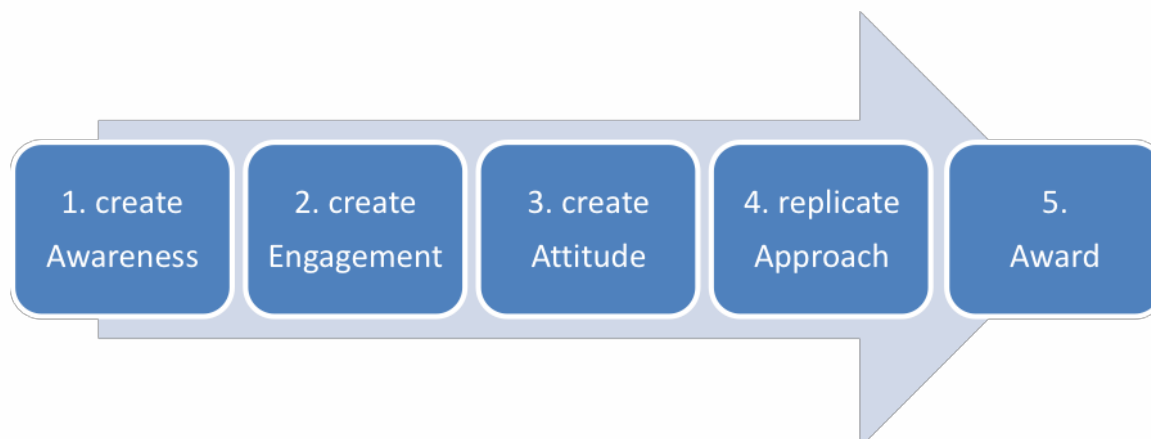 1. create
Awareness
2. create
Engagement
3. create
Attitude
4. replicate
Approach
5.
Award